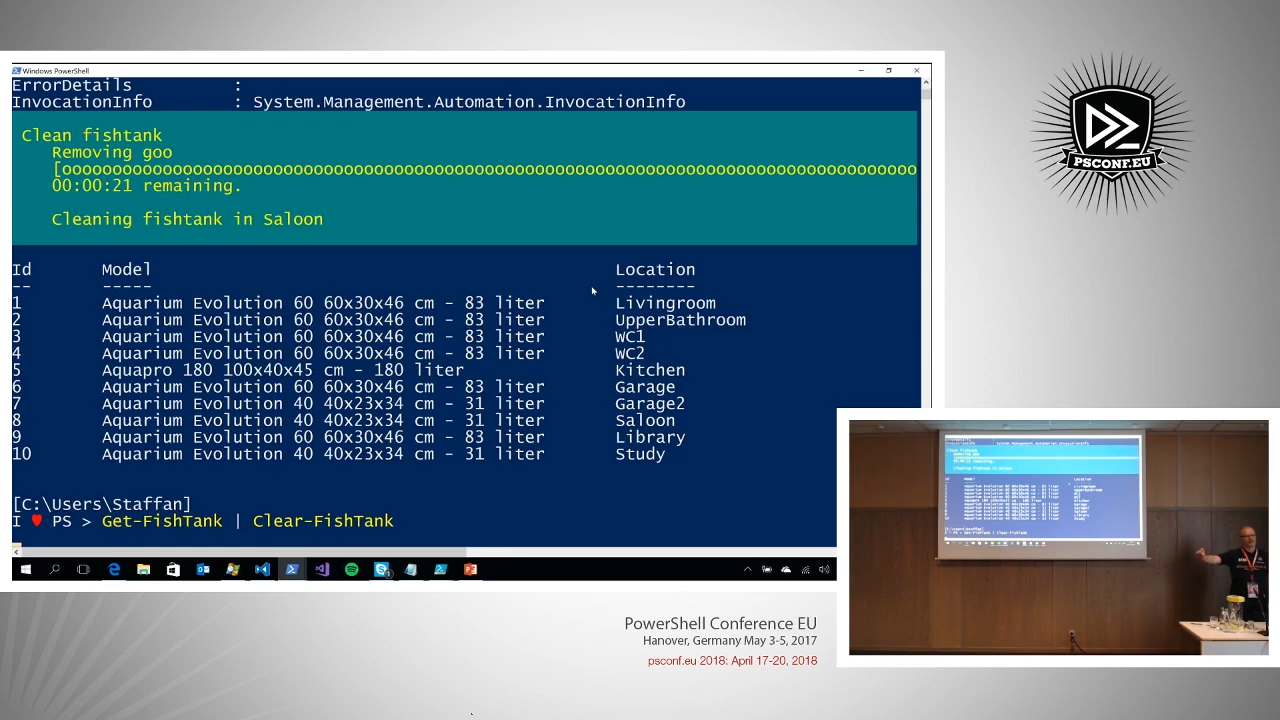 Windows PowerShell
ErrorDetails :
InvocationInfo : System.Management.Automation.InvocationInfo
Clean fishtank
Removing goo
[ooooooooooooooooooooooooooooooooooooooooooooooooooooooooooooooooooooooooooooooooooooo
00:00:21 remaining.
Cleaning fishtank in Saloon
Id Model Location
-- ----- --------
1 Aquarium Evolution 60 60x30x46 cm - 83 liter Livingroom
2 Aquarium Evolution 60 60x30x46 cm - 83 liter UpperBathroom
3 Aquarium Evolution 60 60x30x46 cm - 83 liter WC1
4 Aquarium Evolution 60 60x30x46 cm - 83 liter WC2
5 Aquapro 180 100x40x45 cm - 180 liter Kitchen
6 Aquarium Evolution 60 60x30x46 cm - 83 liter Garage
7 Aquarium Evolution 40 40x23x34 cm - 31 liter Garage2
8 Aquarium Evolution 40 40x23x34 cm - 31 liter Saloon
9 Aquarium Evolution 60 60x30x46 cm - 83 liter Library
10 Aquarium Evolution 40 40x23x34 cm - 31 liter Study
[C:\Users\Staffan]
I ♥ PS > Get-FishTank | Clear-FishTank
PSCONF.EU
PowerShell Conference EU
Hanover, Germany May 3-5, 2017
psconf.eu 2018: April 17-20, 2018